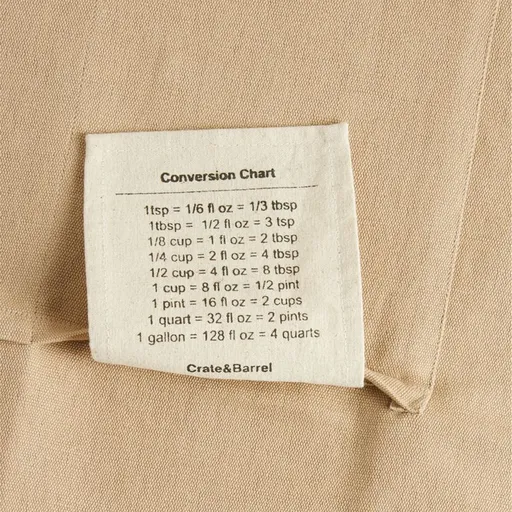 Conversion Chart
1tsp = 1/6 fl oz = 1/3 tbsp
1tbsp = 1/2 fl oz = 3 tsp
1/8 cup = 1 fl oz = 2 tbsp
1/4 cup = 2 fl oz = 4 tbsp
1/2 cup = 4 fl oz = 8 tbsp
1 cup = 8 fl oz = 1/2 pint
1 pint = 16 fl oz = 2 cups
1 quart = 32 fl oz = 2 pints
1 gallon = 128 fl oz = 4 quarts
Crate&Barrel